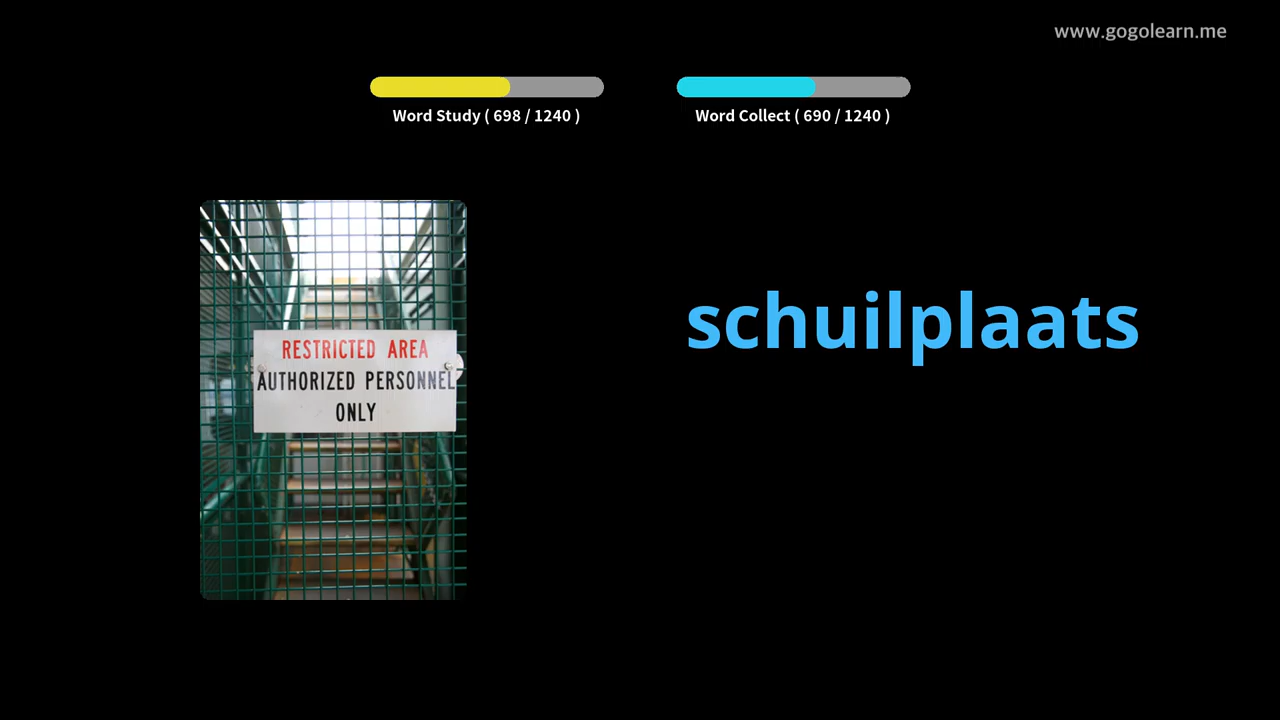 www.gogolearn.me
Word Study ( 698 / 1240 )
Word Collect ( 690 / 1240 )
RESTRICTED AREA
AUTHORIZED PERSONNEL
ONLY
schuilplaats